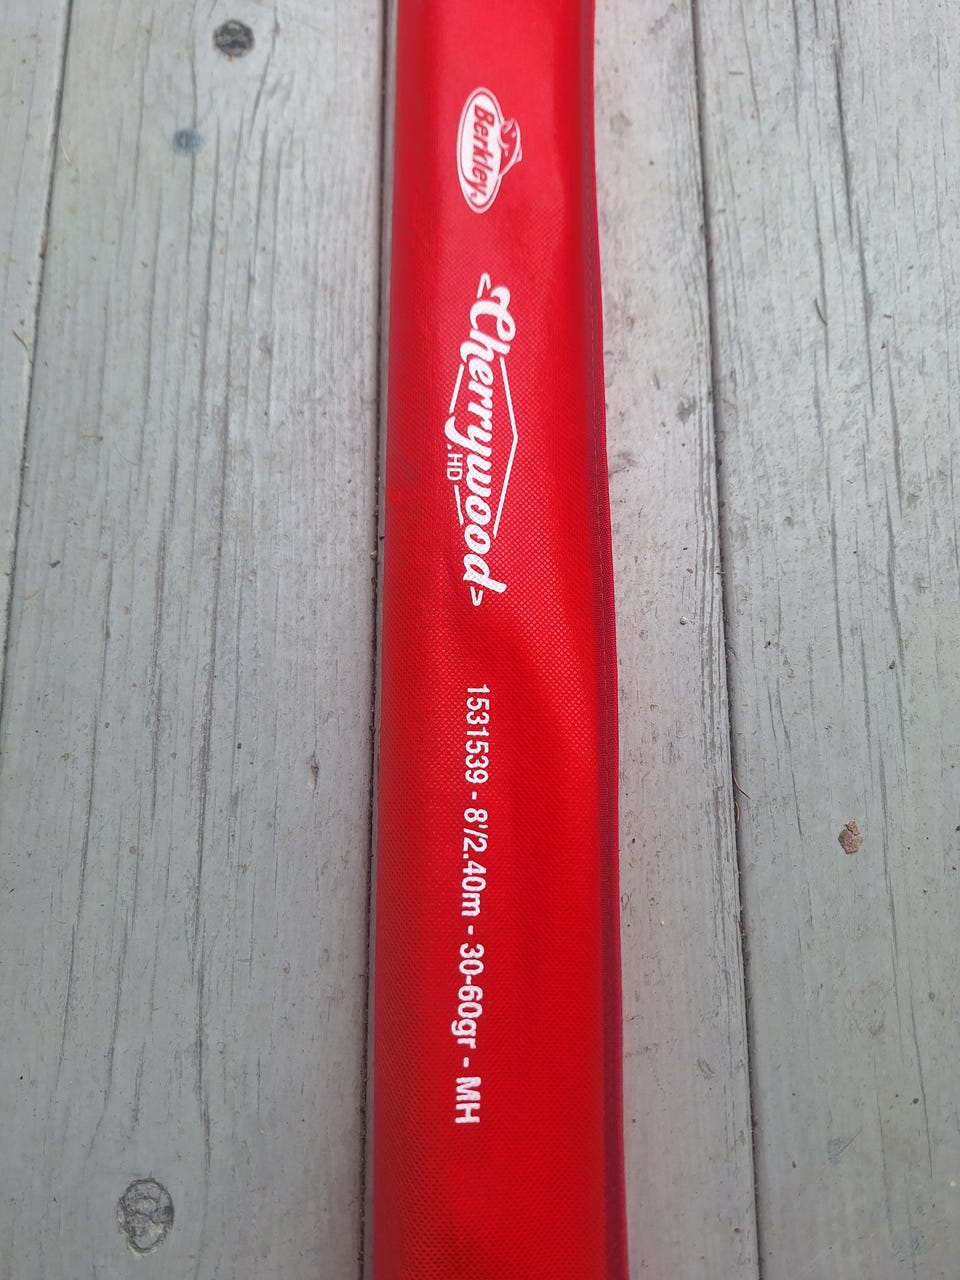 Berkley
Cherrywood
HD
1531539 - 8'/2.40m - 30-60gr - MH